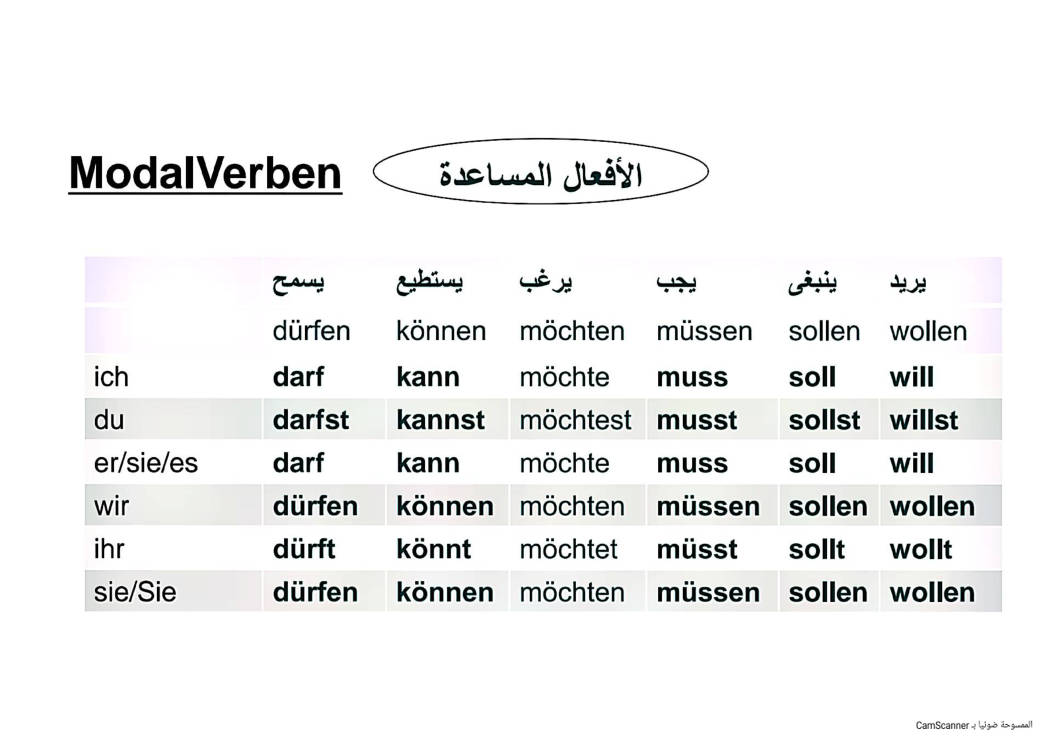 ModalVerben الأفعال المساعدة
يسمح يستطيع يرغب يجب ينبغى يريد
dürfen können möchten müssen sollen wollen
ich darf kann möchte muss soll will
du darfst kannst möchtest musst sollst willst
er/sie/es darf kann möchte muss soll will
wir dürfen können möchten müssen sollen wollen
ihr dürft könnt möchtet müsst sollt wollt
sie/Sie dürfen können möchten müssen sollen wollen
الممسوحة ضوئيا بـ CamScanner